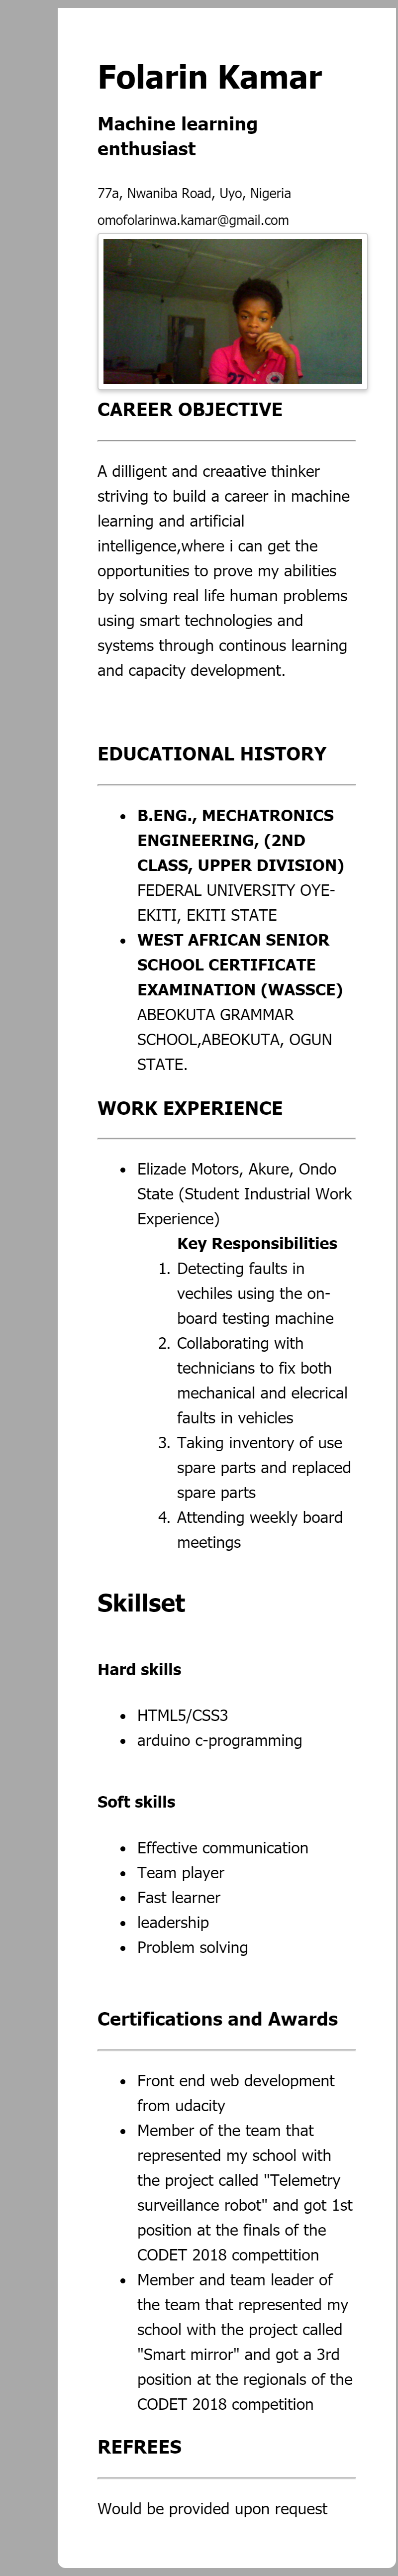 Folarin Kamar
Machine learning
enthusiast
77a, Nwaniba Road, Uyo, Nigeria
omofolarinwa.kamar@gmail.com
27
CAREER OBJECTIVE
A dilligent and creaative thinker
striving to build a career in machine
learning and artificial
intelligence,where i can get the
opportunities to prove my abilities
by solving real life human problems
using smart technologies and
systems through continous learning
and capacity development.
EDUCATIONAL HISTORY
• B.ENG., MECHATRONICS
ENGINEERING, (2ND
CLASS, UPPER DIVISION)
FEDERAL UNIVERSITY OYE-
EKITI, EKITI STATE
• WEST AFRICAN SENIOR
SCHOOL CERTIFICATE
EXAMINATION (WASSCE)
ABEOKUTA GRAMMAR
SCHOOL,ABEOKUTA, OGUN
STATE.
WORK EXPERIENCE
• Elizade Motors, Akure, Ondo
State (Student Industrial Work
Experience)
Key Responsibilities
1. Detecting faults in
vechiles using the on-
board testing machine
2. Collaborating with
technicians to fix both
mechanical and elecrical
faults in vehicles
3. Taking inventory of use
spare parts and replaced
spare parts
4. Attending weekly board
meetings
Skillset
Hard skills
• HTML5/CSS3
• arduino c-programming
Soft skills
• Effective communication
• Team player
• Fast learner
• leadership
• Problem solving
Certifications and Awards
• Front end web development
from udacity
• Member of the team that
represented my school with
the project called "Telemetry
surveillance robot" and got 1st
position at the finals of the
CODET 2018 compettition
• Member and team leader of
the team that represented my
school with the project called
"Smart mirror" and got a 3rd
position at the regionals of the
CODET 2018 competition
REFREES
Would be provided upon request